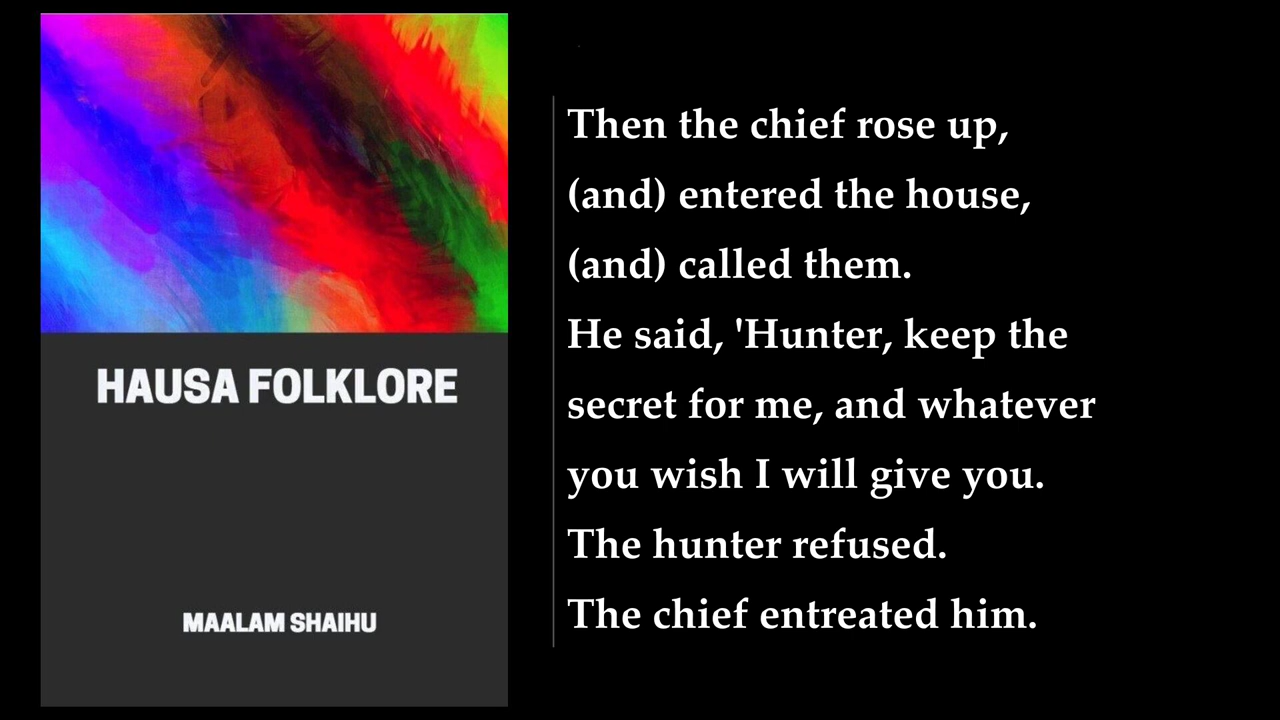 HAUSA FOLKLORE
MAALAM SHAIHU
Then the chief rose up,
(and) entered the house,
(and) called them.
He said, 'Hunter, keep the
secret for me, and whatever
you wish I will give you.
The hunter refused.
The chief entreated him.